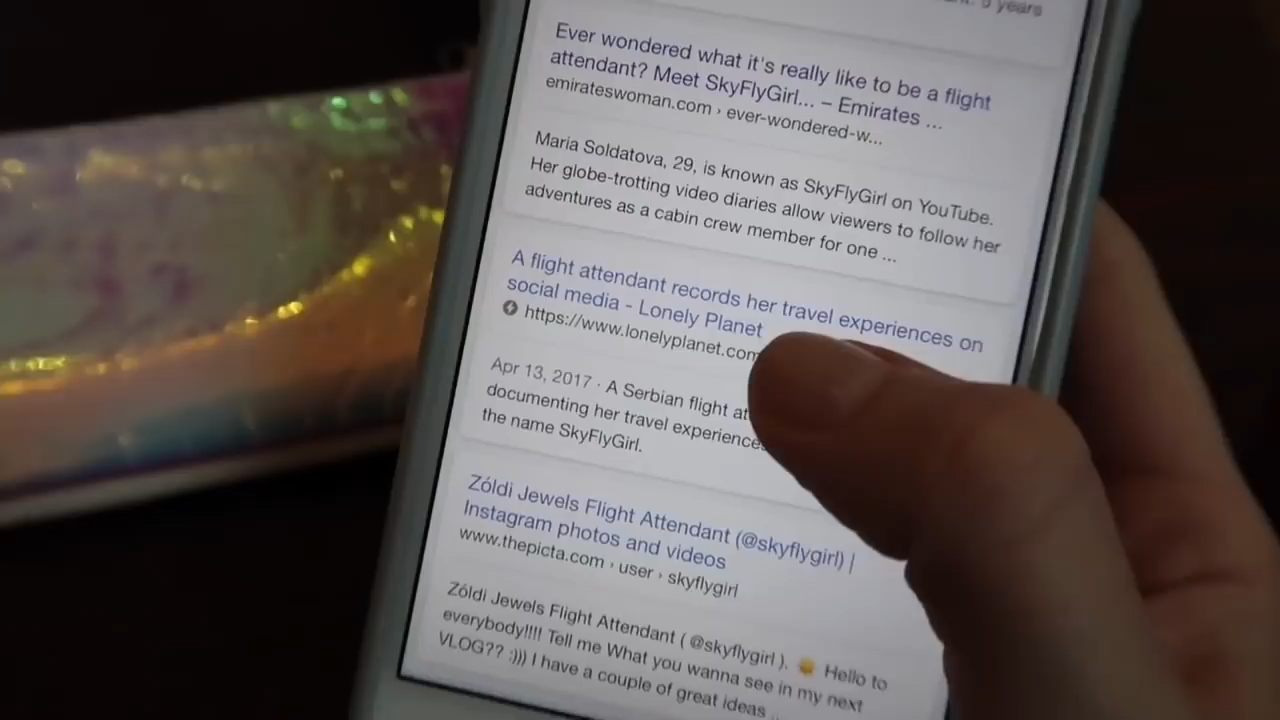 5 years
Ever wondered what it's really like to be a flight
attendant? Meet SkyFlyGirl... – Emirates ...
emirateswoman.com › ever-wondered-w...
Maria Soldatova, 29, is known as SkyFlyGirl on YouTube.
Her globe-trotting video diaries allow viewers to follow her
adventures as a cabin crew member for one ...
A flight attendant records her travel experiences on
social media - Lonely Planet
https://www.lonelyplanet.com
Apr 13, 2017 · A Serbian flight
documenting her travel experiences
the name SkyFlyGirl.
Zóldi Jewels Flight Attendant (@skyflygirl) |
Instagram photos and videos
www.thepicta.com › user › skyflygirl
Zóldi Jewels Flight Attendant ( @skyflygirl ). 😊 Hello to
everybody!!!! Tell me What you wanna see in my next
VLOG?? :))) I have a couple of great ideas ...